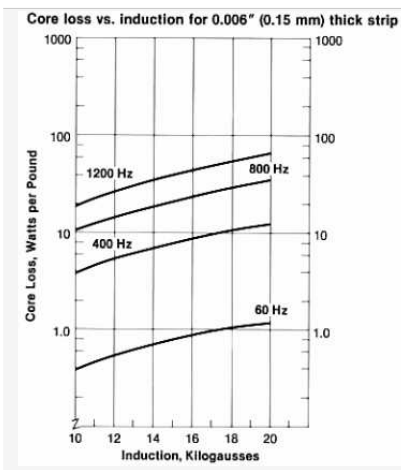 Core loss vs. induction for 0.006" (0.15 mm) thick strip
1000 1000
100 100
1200 Hz
800 Hz
10 10
400 Hz
60 Hz
1.0 1.0
Core Loss, Watts per Pound
10 12 14 16 18 20
Induction, Kilogausses